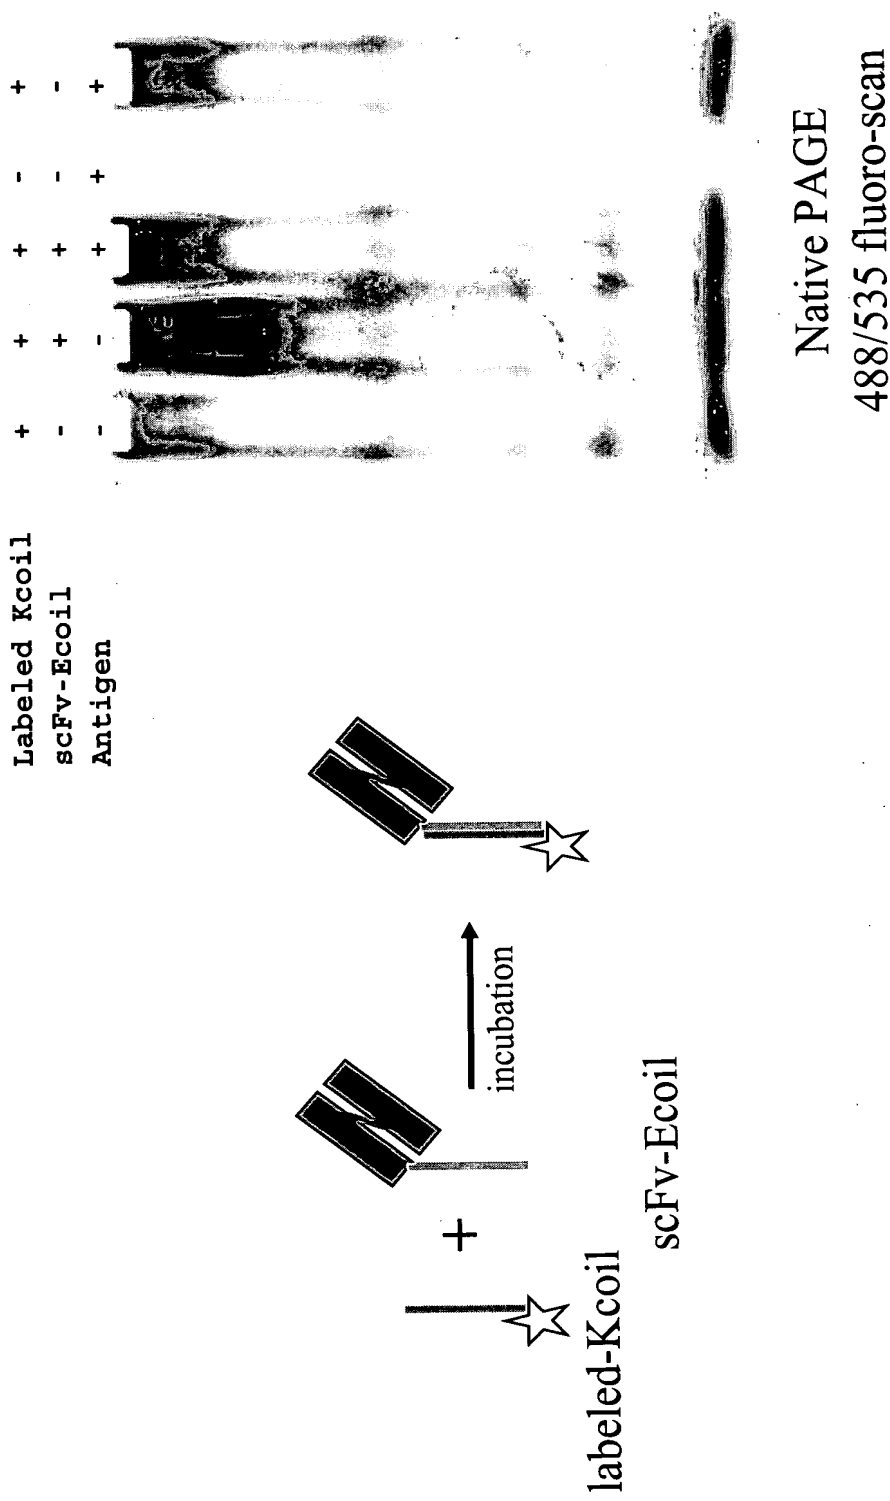 Labeled Kcoil + + + - +
scFv-Ecoil - + + - -
Antigen - - + + +
+
incubation
labeled-Kcoil
scFv-Ecoil
Native PAGE
488/535 fluoro-scan